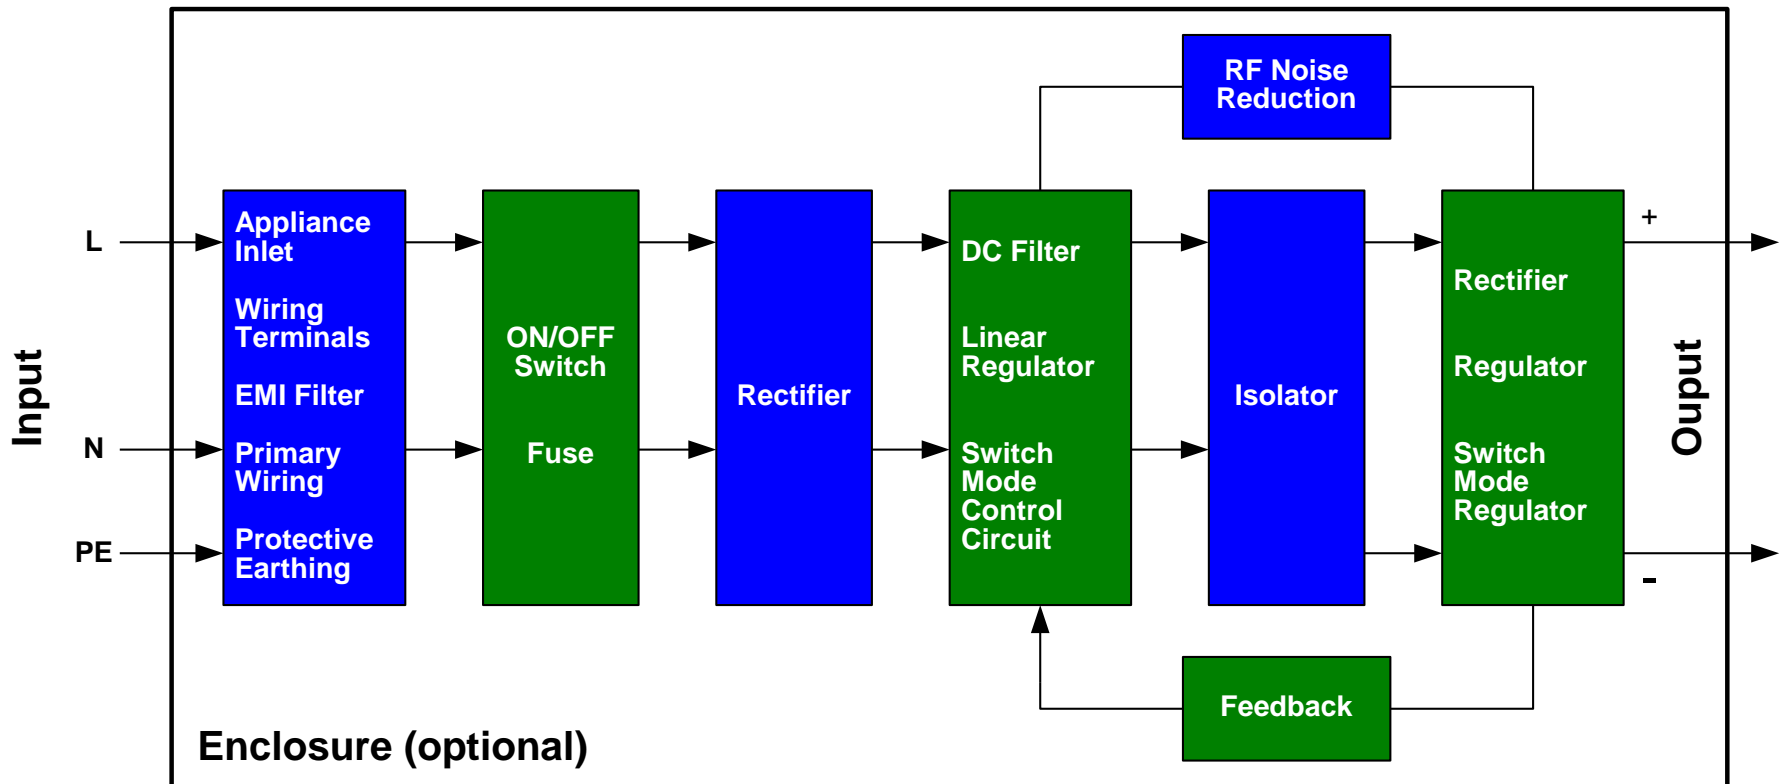 RF Noise
Reduction
Input
L
N
PE
Appliance
Inlet
Wiring
Terminals
EMI Filter
Primary
Wiring
Protective
Earthing
ON/OFF
Switch
Fuse
Rectifier
DC Filter
Linear
Regulator
Switch
Mode
Control
Circuit
Isolator
Rectifier
Regulator
Switch
Mode
Regulator
+
-
Ouput
Feedback
Enclosure (optional)